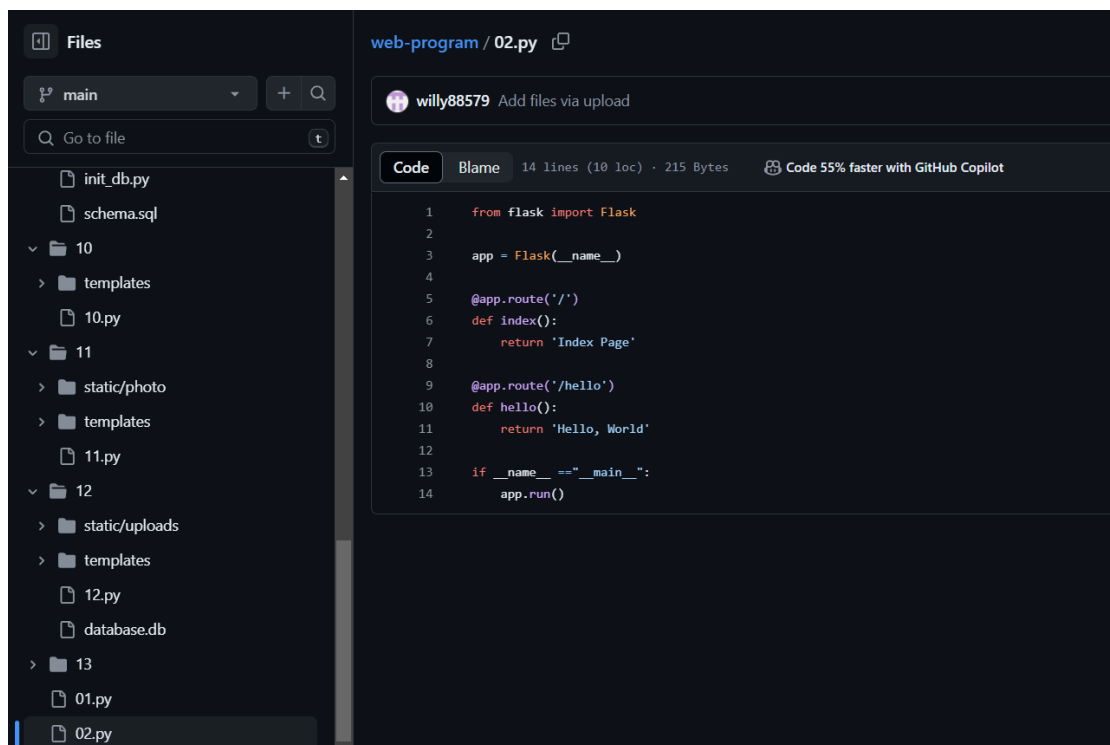 Files
main
Go to file
t
init_db.py
schema.sql
10
templates
10.py
11
static/photo
templates
11.py
12
static/uploads
templates
12.py
database.db
13
01.py
02.py
web-program / 02.py
willy88579 Add files via upload
Code Blame 14 lines (10 loc) · 215 Bytes Code 55% faster with GitHub Copilot
1 from flask import Flask
2
3 app = Flask(__name__)
4
5 @app.route('/')
6 def index():
7     return 'Index Page'
8
9 @app.route('/hello')
10 def hello():
11     return 'Hello, World'
12
13 if __name__ =="__main__":
14     app.run()